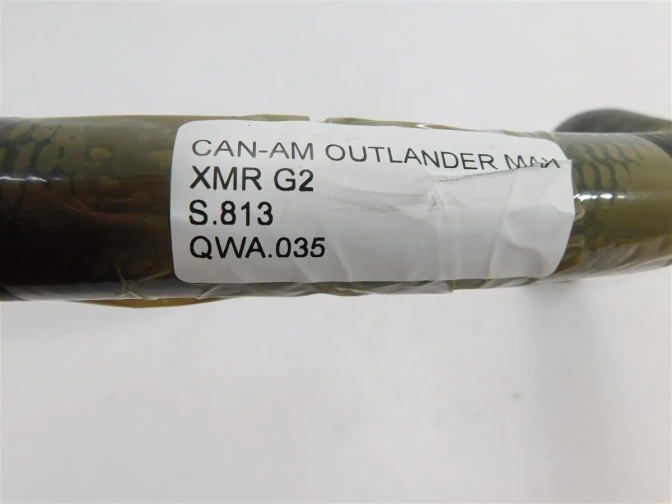 CAN-AM OUTLANDER MAX
XMR G2
S.813
QWA.035